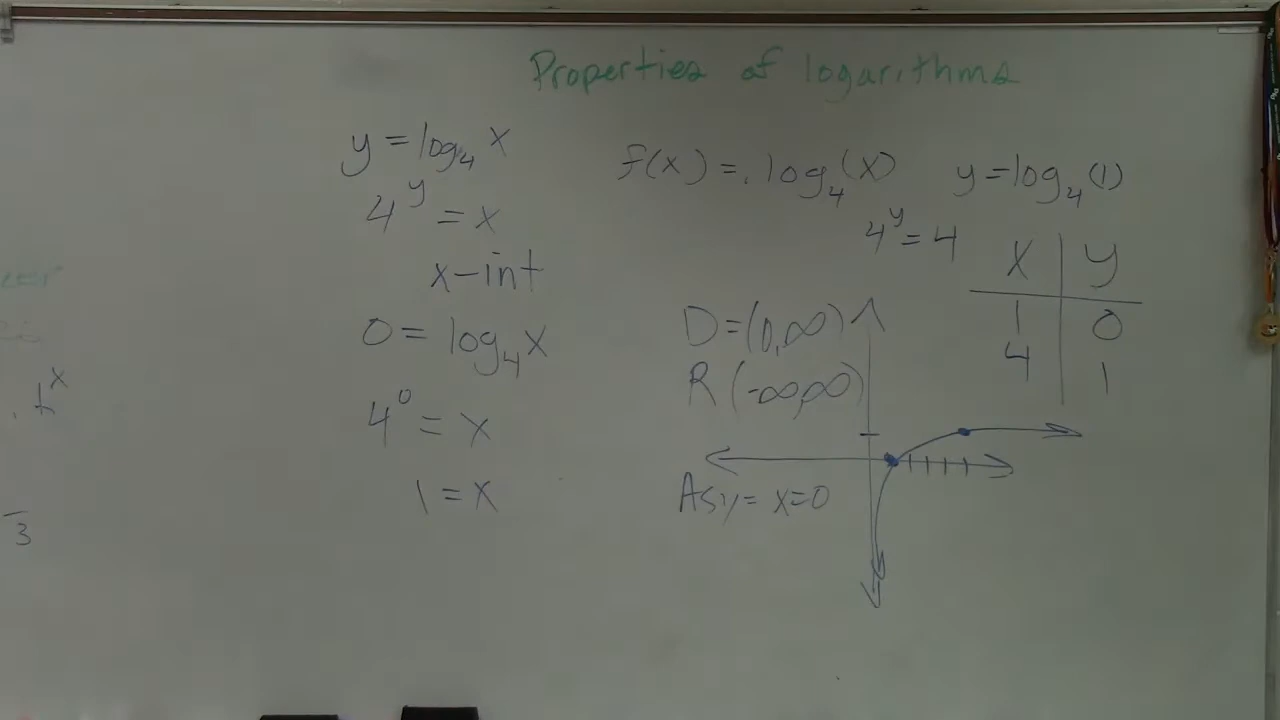 Properties of logarithms
y = log₄ x
4^y = x
x-int
0 = log₄ x
4^0 = x
1 = x
f(x) = . log₄(x)
y = log₄(1)
4^y = 4
x | y
1 | 0
4 | 1
D = (0, ∞)
R (-∞, ∞)
Asy = x = 0
3